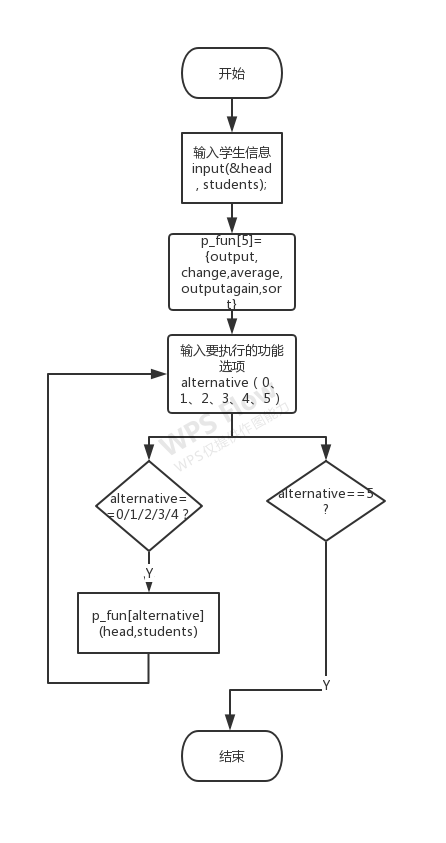 开始
输入学生信息
input(&head
, students);
p_fun[5]=
{output,
change,average,
outputagain,sor
t}
输入要执行的功能
选项
alternative ( 0、
1、2、3、4、5 )
WPS Flow
alternative=
=0/1/2/3/4 ?
alternative==5
?
Y
p_fun[alternative]
(head,students)
Y
结束